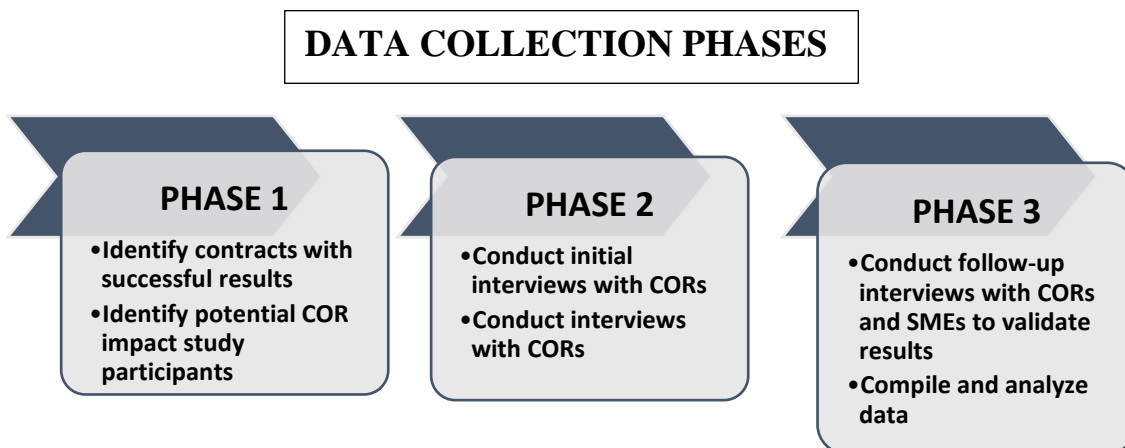 DATA COLLECTION PHASES
PHASE 1
•Identify contracts with
successful results
•Identify potential COR
impact study
participants
PHASE 2
•Conduct initial
interviews with CORs
•Conduct interviews
with CORs
PHASE 3
•Conduct follow-up
interviews with CORs
and SMEs to validate
results
•Compile and analyze
data